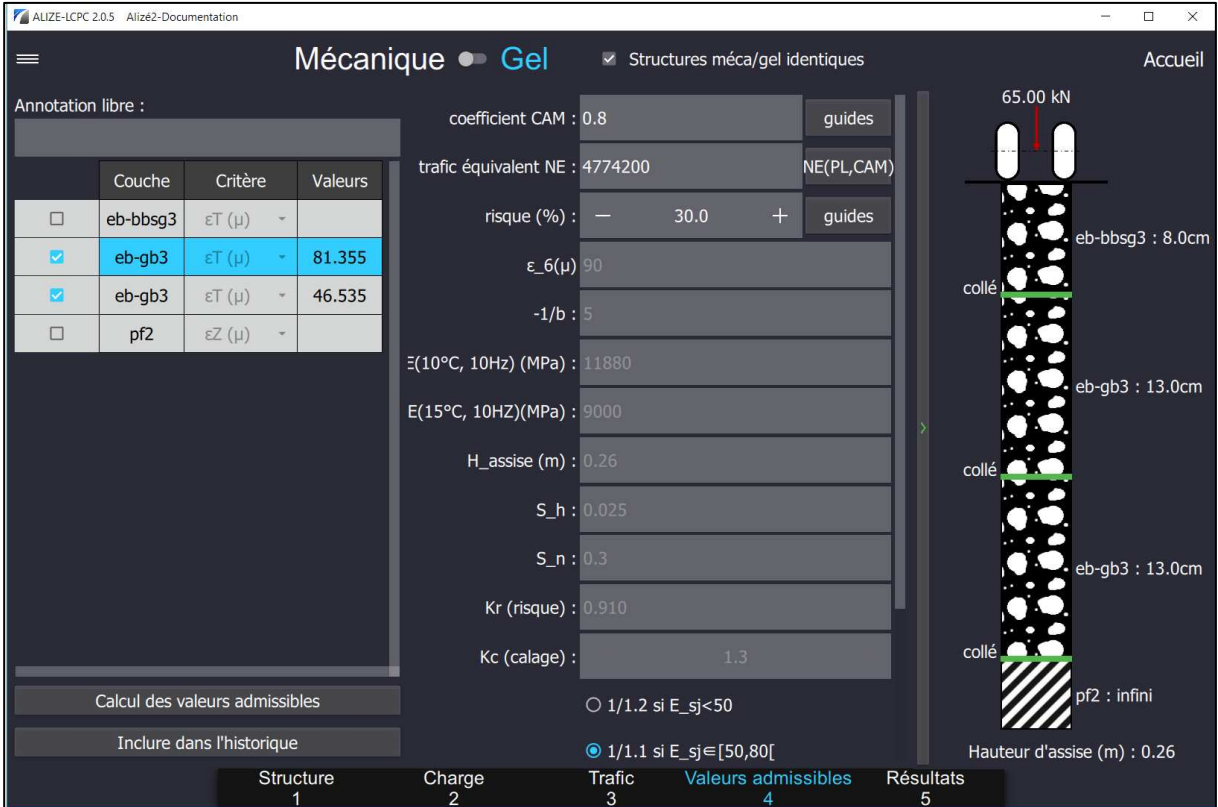 ALIZE-LCPC 2.0.5 Alizé2-Documentation
Mécanique Gel
Structures méca/gel identiques
Accueil
Annotation libre :
Couche Critère Valeurs
eb-bbsg3 εT (μ)
eb-gb3 εT (μ) 81.355
eb-gb3 εT (μ) 46.535
pf2 εZ (μ)
Calcul des valeurs admissibles
Inclure dans l'historique
coefficient CAM : 0.8 guides
trafic équivalent NE : 4774200 NE(PL,CAM)
risque (%) : − 30.0 + guides
ε_6(μ) 90
-1/b : 5
E(10°C, 10Hz) (MPa) : 11880
E(15°C, 10HZ)(MPa) : 9000
H_assise (m) : 0.26
S_h : 0.025
S_n : 0.3
Kr (risque) : 0.910
Kc (calage) : 1.3
1/1.2 si E_sj<50
1/1.1 si E_sj∈[50,80[
65.00 kN
eb-bbsg3 : 8.0cm
collé
eb-gb3 : 13.0cm
collé
eb-gb3 : 13.0cm
collé
pf2 : infini
Hauteur d'assise (m) : 0.26
Structure Charge Trafic Valeurs admissibles Résultats
1 2 3 4 5